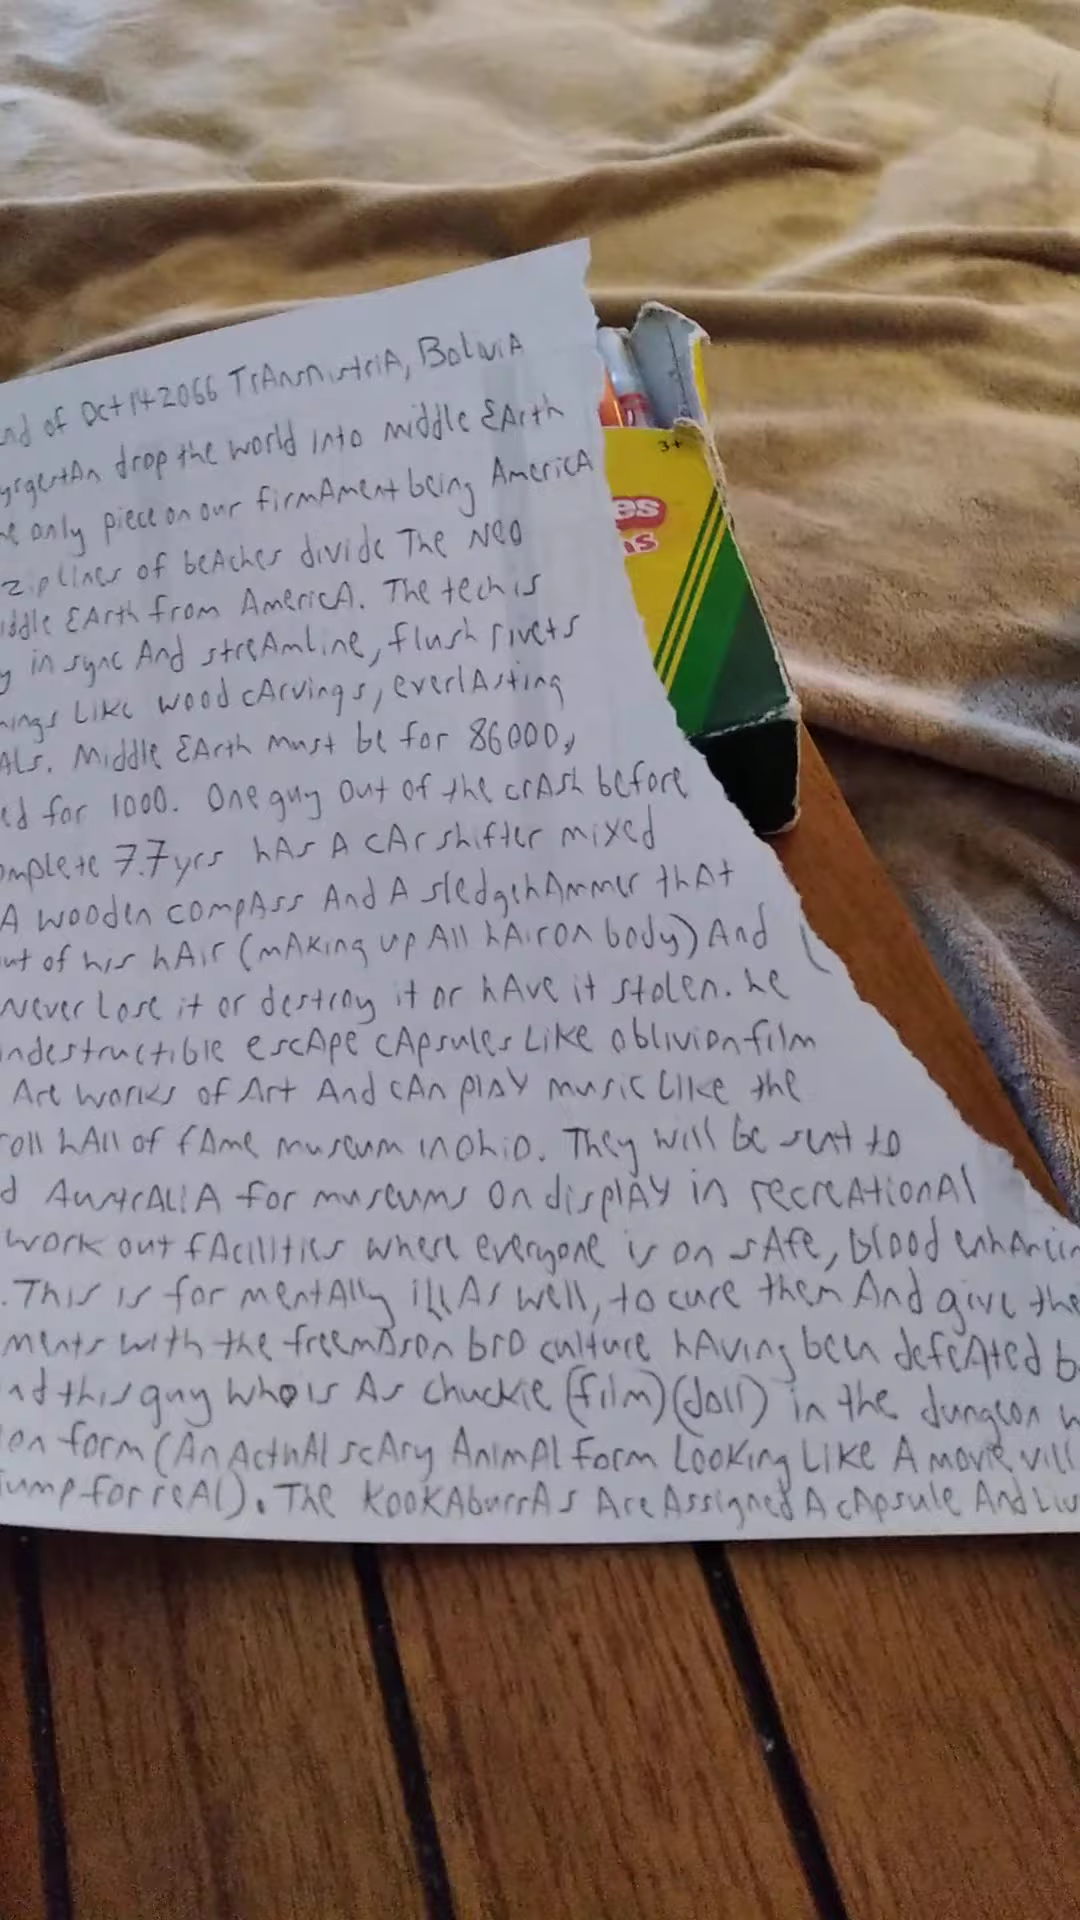 nd of Oct 14 2066 TrAnsnistriA, BoliviA
yrgestAn drop the world into middle EArth
he only piece on our firmAment being AmericA
ziplines of beAches divide The Neo
iddle EArth from AmericA. The tech is
y in sync And streAmline, flush rivets
hings Like wood cArvings, everlAsting
ALs. Middle EArth must be for 86000,
ed for 1000. One guy out of the crAsh before
omplete 7.7yrs hAs A cAr shifter mixed
A wooden compAss And A sledgehAmmer thAt
ut of his hAir (mAKing up All hAir on body) And
Never Lose it or destroy it or hAve it stolen. he
indestructible escApe cApsules Like oblivion film
Are works of Art And cAn plAy music Like the
roll hAll of fAme museum in Ohio. They will be sent to
d AustrAliA for museums On displAy in recreAtionAl
work out fAcilities where everyone is on sAfe, blood enhAncin
. This is for mentAlly ill As well, to cure them And give the
ments with the freemAson bro culture hAving been defeAted b
nd this guy who is As chuckie (film) (doll) in the dungeon w
ion form (An ActuAl scAry AnimAl form Looking Like A movie vill
Jump for reAl). The KooKAburrAs Are Assigned A cApsule And Liv
3+
es
ns